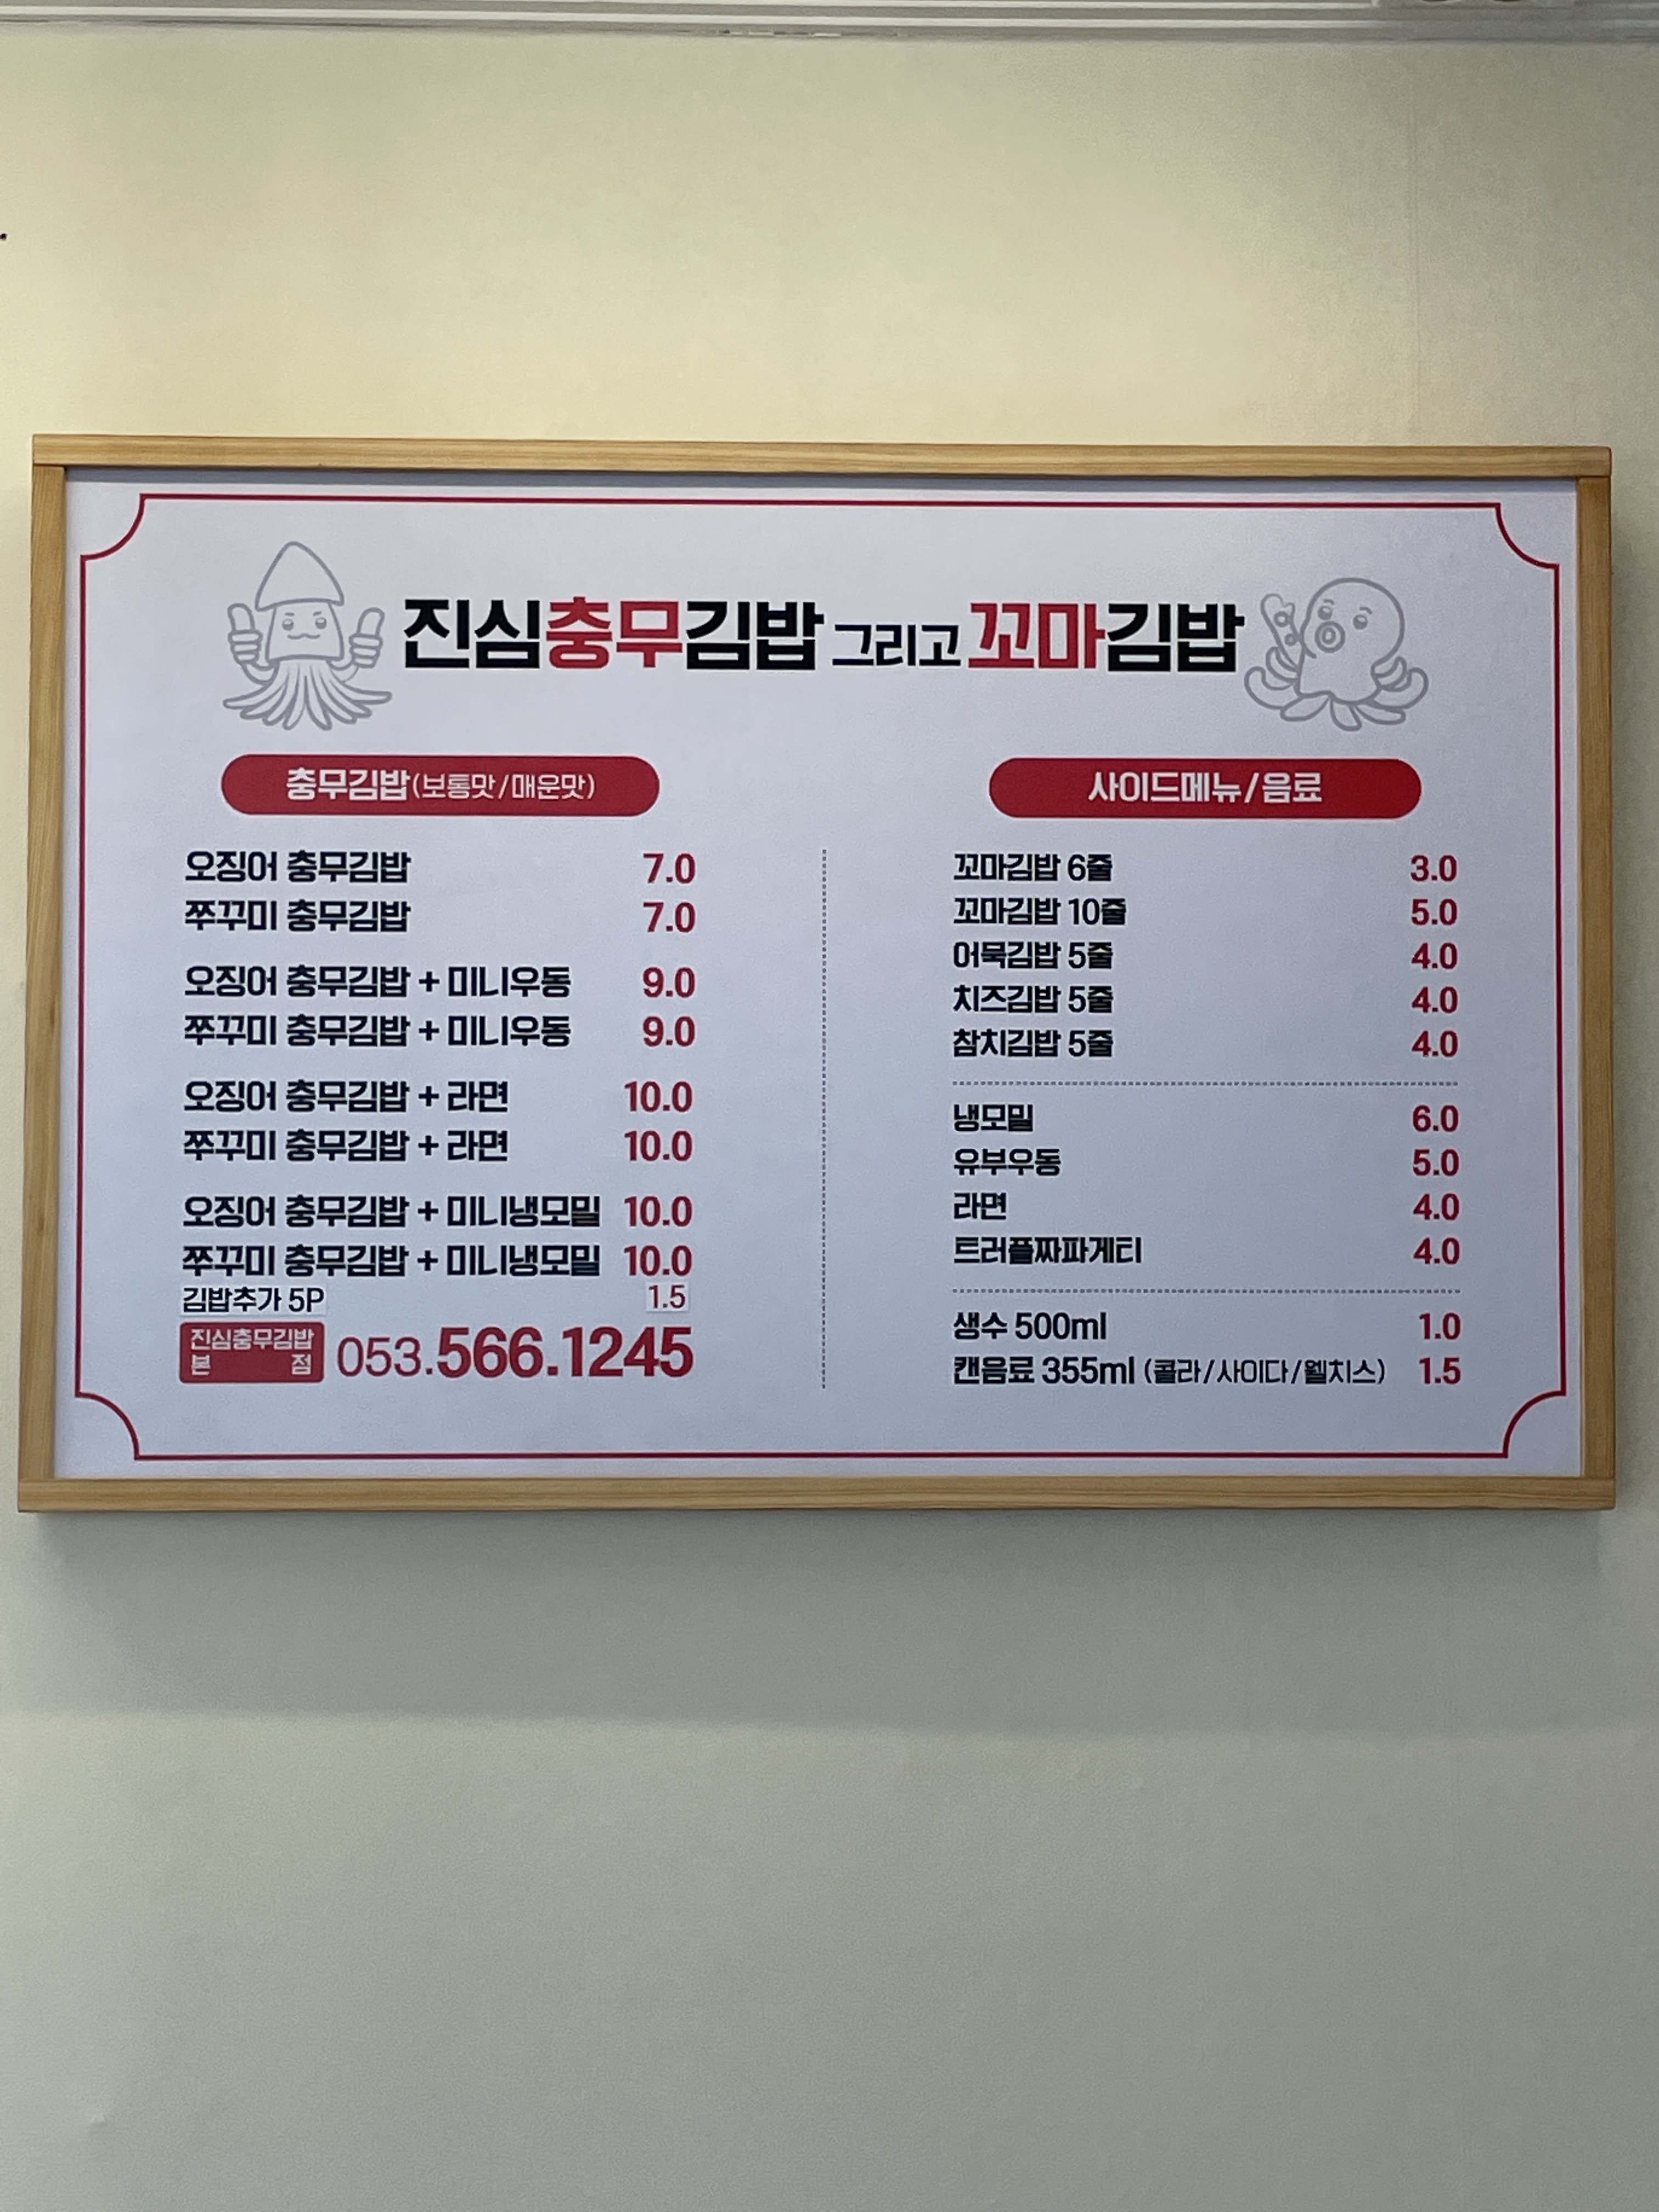 진심충무김밥 그리고 꼬마김밥
충무김밥(보통맛/매운맛)
오징어 충무김밥 7.0
쭈꾸미 충무김밥 7.0
오징어 충무김밥 + 미니우동 9.0
쭈꾸미 충무김밥 + 미니우동 9.0
오징어 충무김밥 + 라면 10.0
쭈꾸미 충무김밥 + 라면 10.0
오징어 충무김밥 + 미니냉모밀 10.0
쭈꾸미 충무김밥 + 미니냉모밀 10.0
김밥추가 5P 1.5
진심충무김밥
본 점
053.566.1245
사이드메뉴/음료
꼬마김밥 6줄 3.0
꼬마김밥 10줄 5.0
어묵김밥 5줄 4.0
치즈김밥 5줄 4.0
참치김밥 5줄 4.0
냉모밀 6.0
유부우동 5.0
라면 4.0
트러플짜파게티 4.0
생수 500ml 1.0
캔음료 355ml (콜라/사이다/웰치스) 1.5